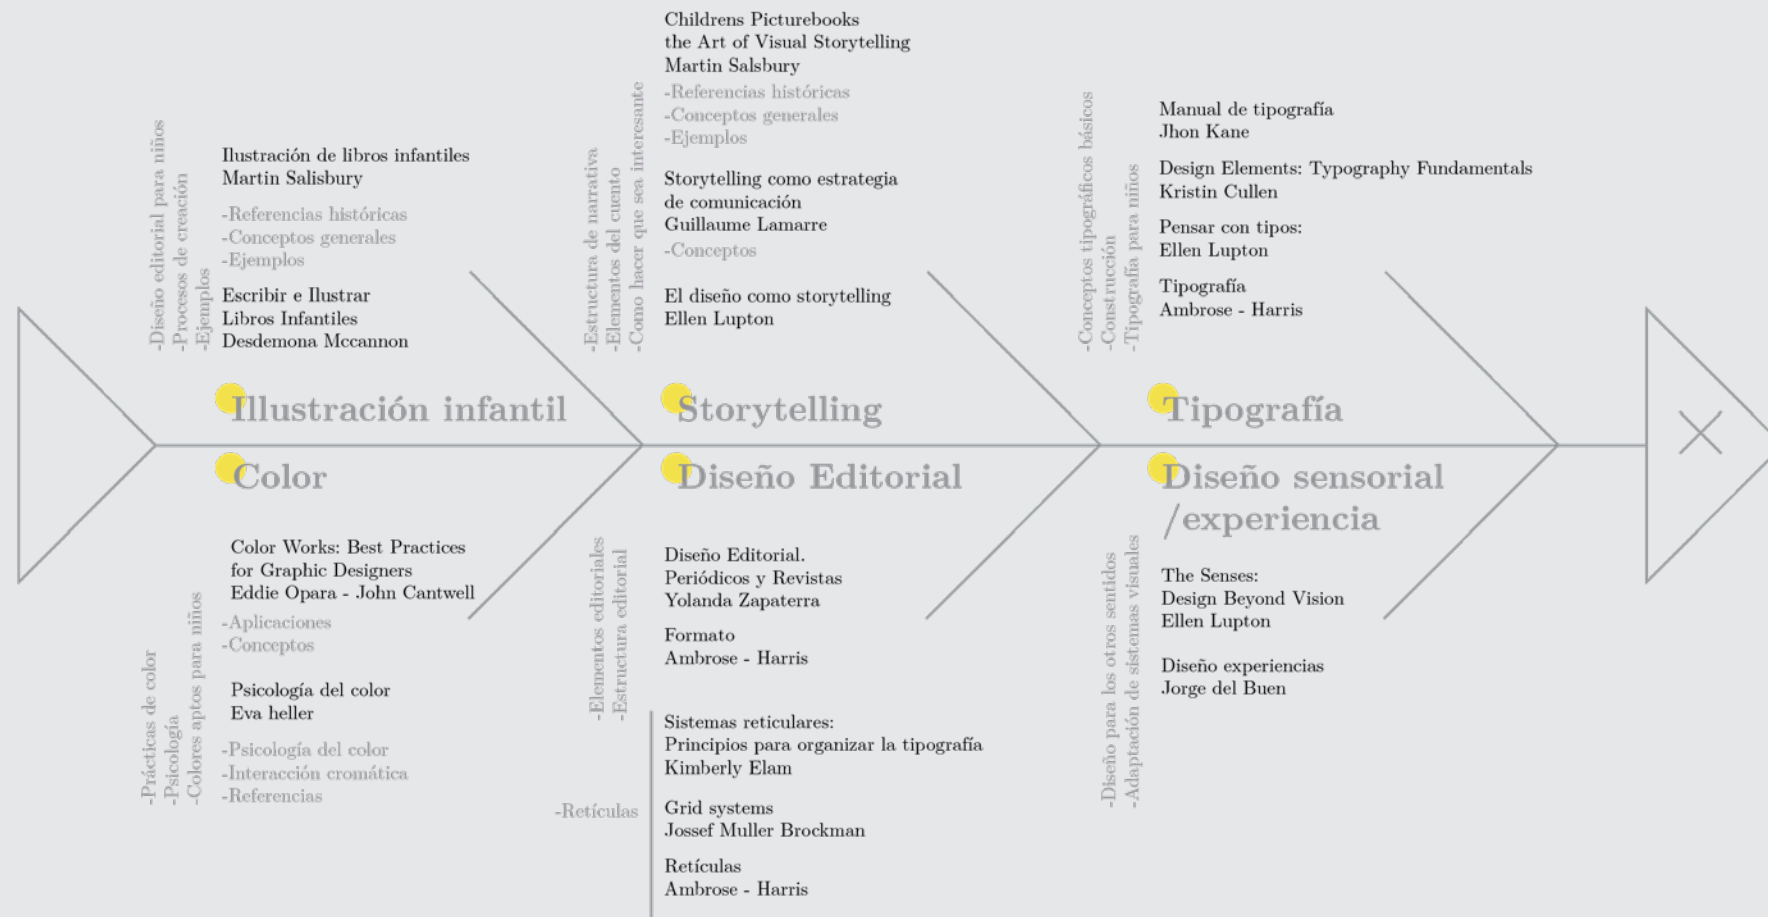 -Diseño editorial para niños
-Procesos de creación
-Ejemplos
Ilustración de libros infantiles
Martin Salisbury
-Referencias históricas
-Conceptos generales
-Ejemplos
Escribir e Ilustrar
Libros Infantiles
Desdemona Mccannon
Illustración infantil
-Estructura de narrativa
-Elementos del cuento
-Como hacer que sea interesante
Childrens Picturebooks
the Art of Visual Storytelling
Martin Salsbury
-Referencias históricas
-Conceptos generales
-Ejemplos
Storytelling como estrategia
de comunicación
Guillaume Lamarre
-Conceptos
El diseño como storytelling
Ellen Lupton
Storytelling
-Conceptos tipográficos básicos
-Construcción
-Tipografía para niños
Manual de tipografía
Jhon Kane
Design Elements: Typography Fundamentals
Kristin Cullen
Pensar con tipos:
Ellen Lupton
Tipografía
Ambrose - Harris
Tipografía
Color
-Prácticas de color
-Psicología
-Colores aptos para niños
Color Works: Best Practices
for Graphic Designers
Eddie Opara - John Cantwell
-Aplicaciones
-Conceptos
Psicología del color
Eva heller
-Psicología del color
-Interacción cromática
-Referencias
Diseño Editorial
-Elementos editoriales
-Estructura editorial
Diseño Editorial.
Periódicos y Revistas
Yolanda Zapaterra
Formato
Ambrose - Harris
-Retículas
Sistemas reticulares:
Principios para organizar la tipografía
Kimberly Elam
Grid systems
Jossef Muller Brockman
Retículas
Ambrose - Harris
Diseño sensorial
/experiencia
-Diseño para los otros sentidos
-Adaptación de sistemas visuales
The Senses:
Design Beyond Vision
Ellen Lupton
Diseño experiencias
Jorge del Buen